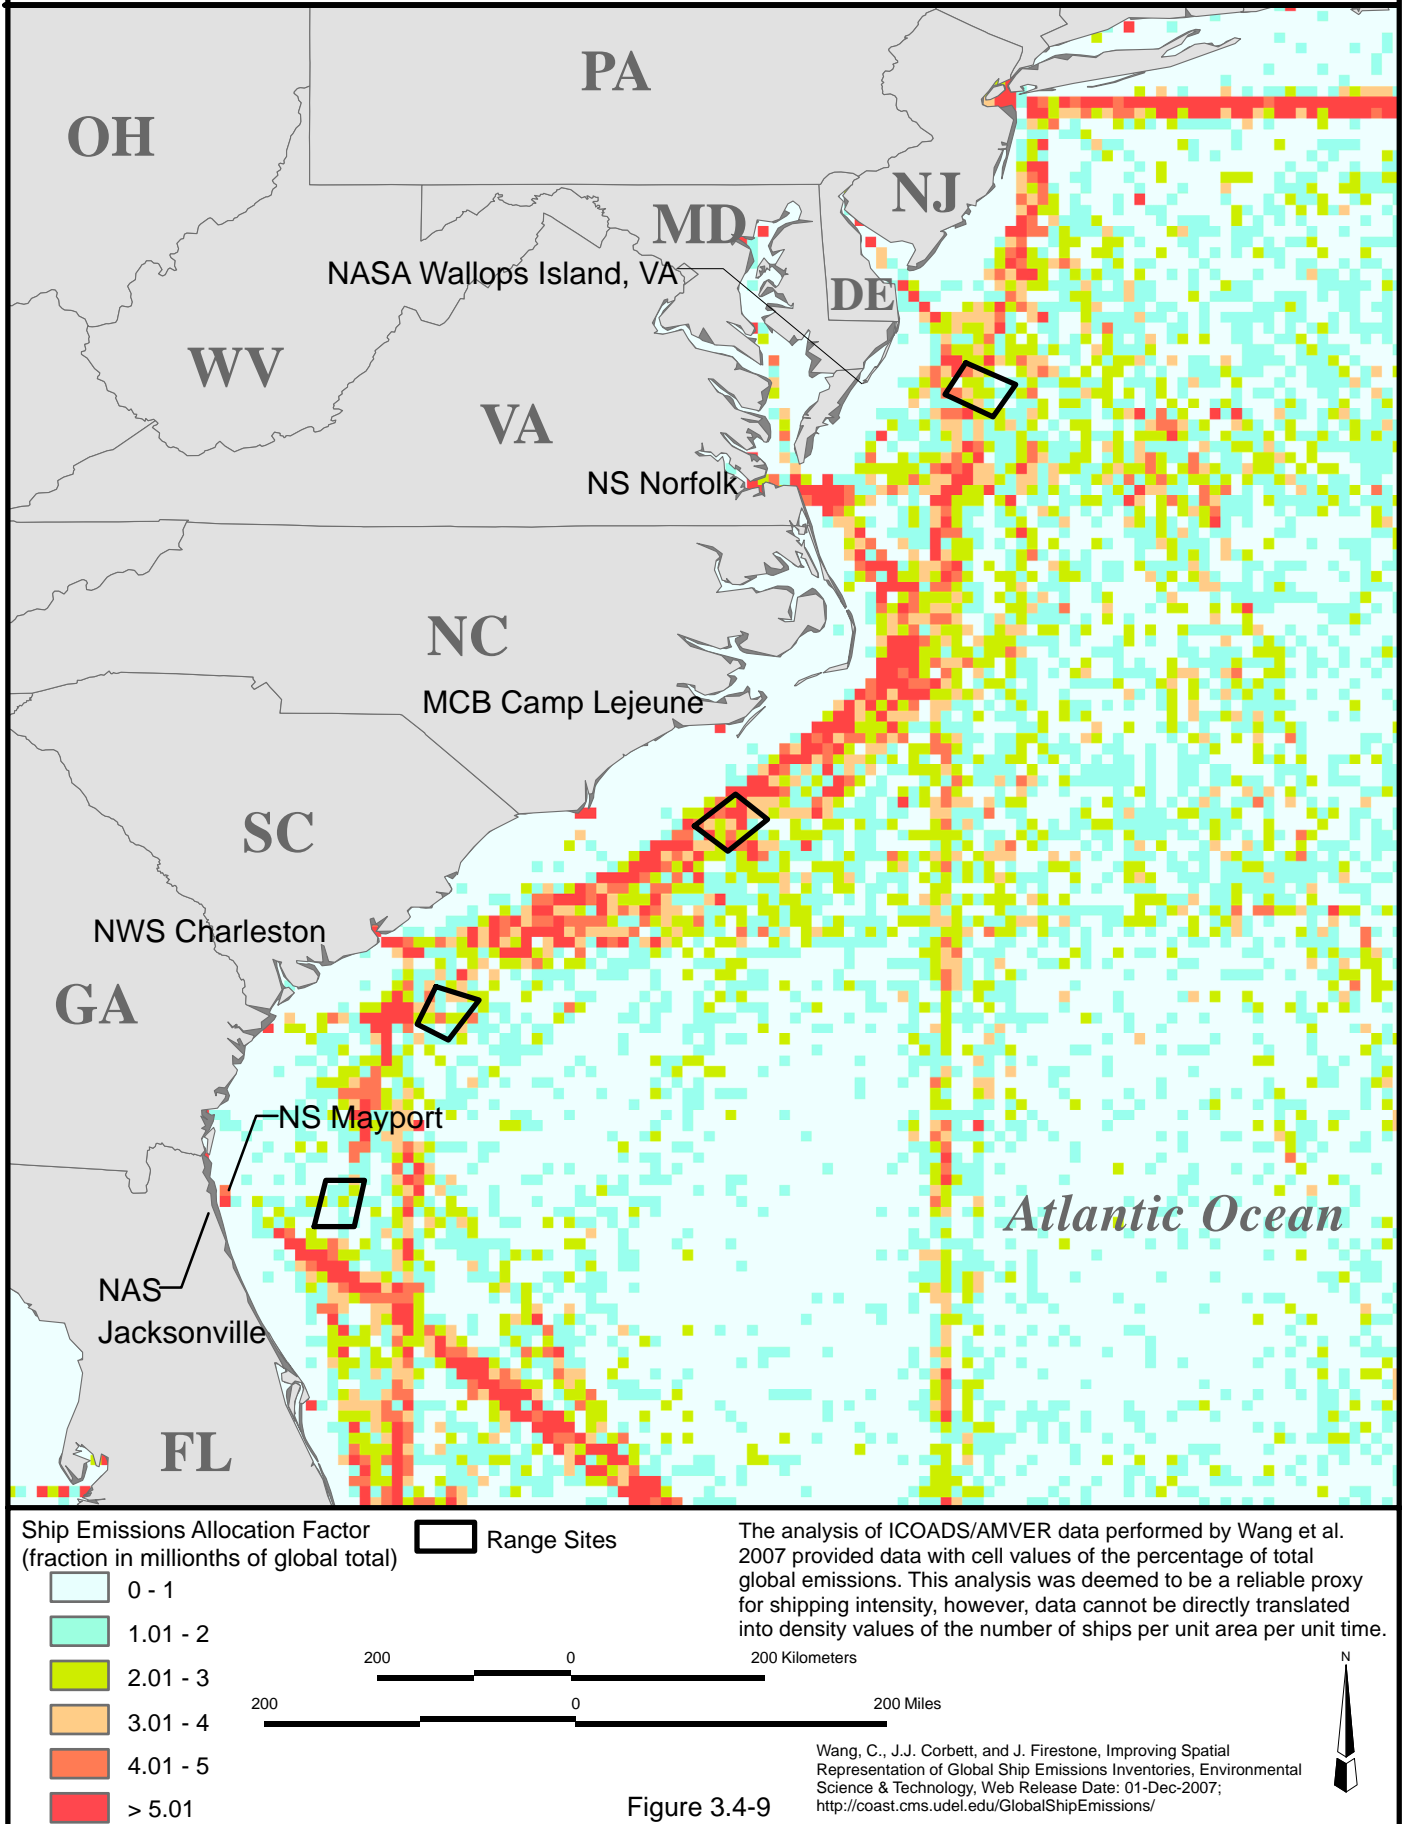 PA
OH
NJ
MD
NASA Wallops Island, VA
DE
WV
VA
NS Norfolk
NC
MCB Camp Lejeune
SC
NWS Charleston
GA
NS Mayport
Atlantic Ocean
NAS
Jacksonville
FL
Ship Emissions Allocation Factor
(fraction in millionths of global total)
0 - 1
1.01 - 2
2.01 - 3
3.01 - 4
4.01 - 5
> 5.01
Range Sites
The analysis of ICOADS/AMVER data performed by Wang et al.
2007 provided data with cell values of the percentage of total
global emissions. This analysis was deemed to be a reliable proxy
for shipping intensity, however, data cannot be directly translated
into density values of the number of ships per unit area per unit time.
200 0 200 Kilometers
200 0 200 Miles
N
Wang, C., J.J. Corbett, and J. Firestone, Improving Spatial
Representation of Global Ship Emissions Inventories, Environmental
Science & Technology, Web Release Date: 01-Dec-2007;
http://coast.cms.udel.edu/GlobalShipEmissions/
Figure 3.4-9